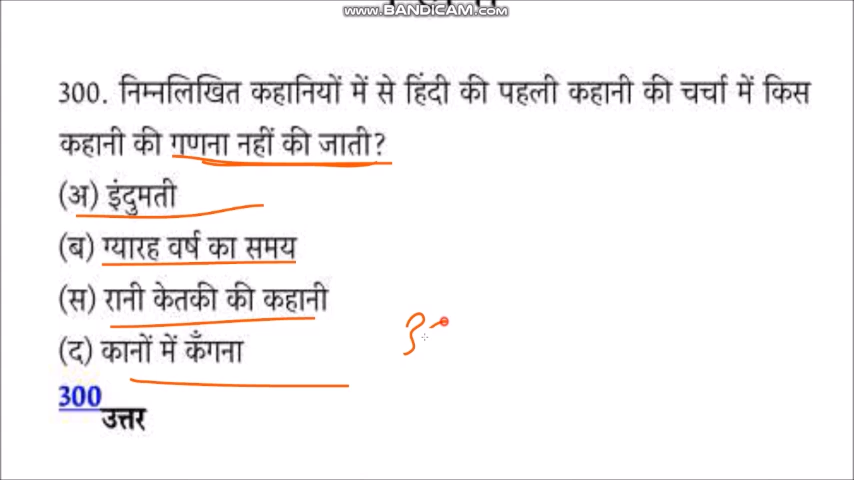 www.BANDICAM.com
300. निम्नलिखित कहानियों में से हिंदी की पहली कहानी की चर्चा में किस
कहानी की गणना नहीं की जाती?
(अ) इंदुमती
(ब) ग्यारह वर्ष का समय
(स) रानी केतकी की कहानी
(द) कानों में कँगना
300
उत्तर